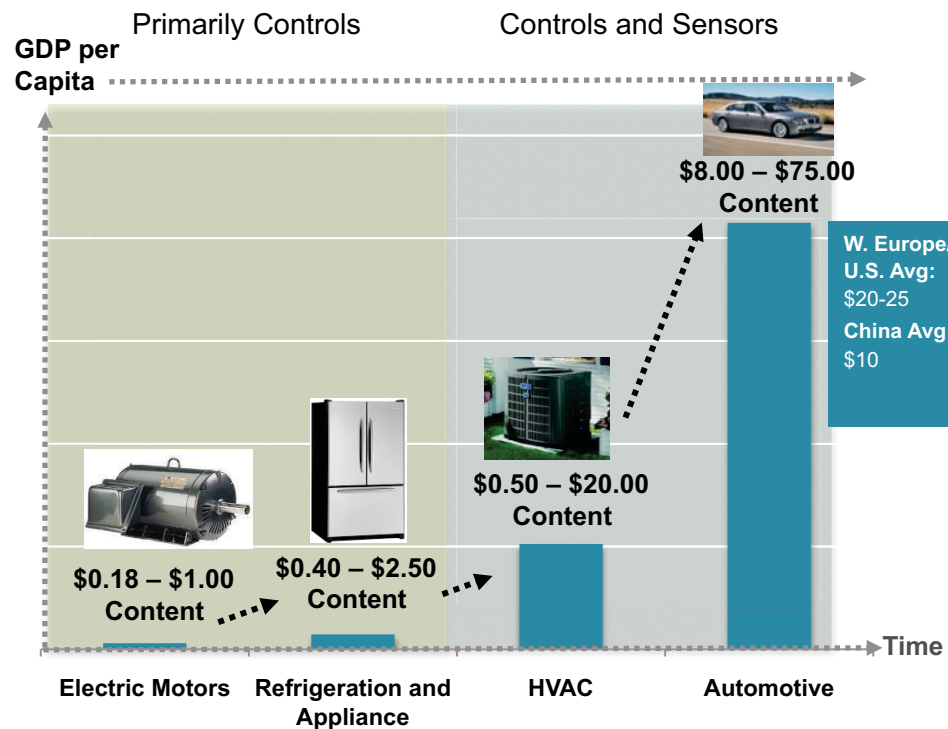 Primarily Controls
Controls and Sensors
GDP per
Capita
$8.00 – $75.00
Content
W. Europe/
U.S. Avg:
$20-25
China Avg
$10
$0.50 – $20.00
Content
$0.18 – $1.00
Content
$0.40 – $2.50
Content
Time
Electric Motors
Refrigeration and
Appliance
HVAC
Automotive